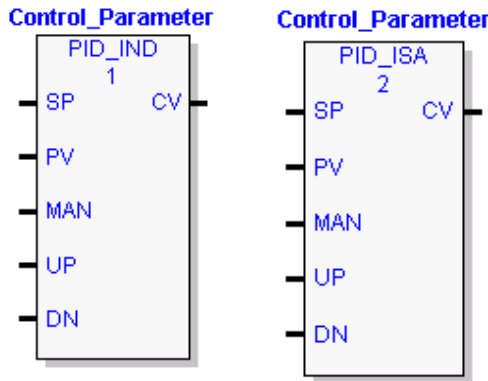 Control_Parameter
PID_IND
1
SP CV
PV
MAN
UP
DN
Control_Parameter
PID_ISA
2
SP CV
PV
MAN
UP
DN